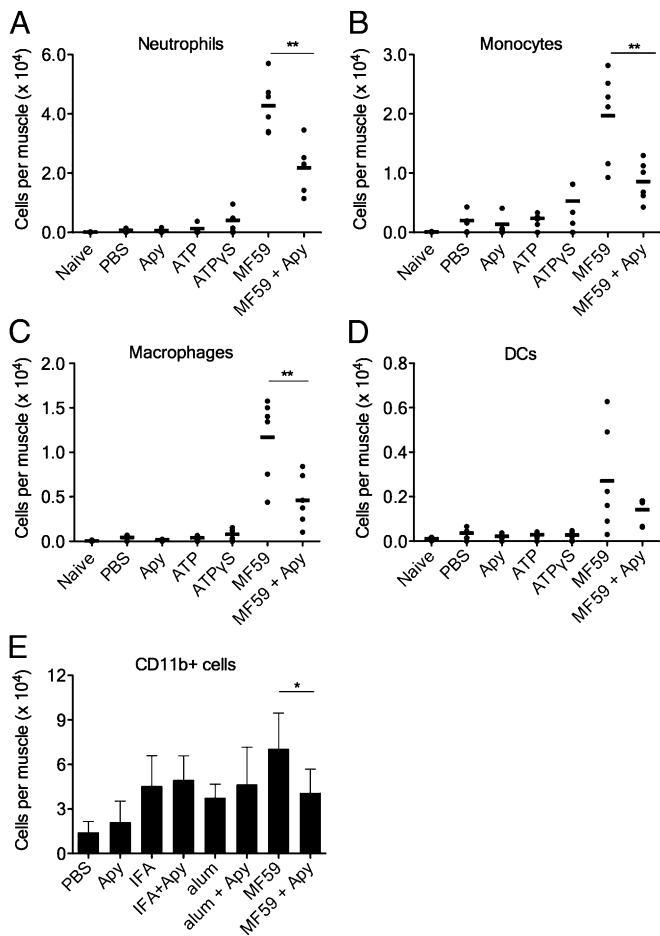 A
Neutrophils
Cells per muscle (x 10⁴)
6.0
4.0
2.0
0.0
**
Naive
PBS
Apy
ATP
ATPγS
MF59
MF59 + Apy
B
Monocytes
Cells per muscle (x 10⁴)
3.0
2.0
1.0
0.0
**
Naive
PBS
Apy
ATP
ATPγS
MF59
MF59 + Apy
C
Macrophages
Cells per muscle (x 10⁴)
2.0
1.5
1.0
0.5
0.0
**
Naive
PBS
Apy
ATP
ATPγS
MF59
MF59 + Apy
D
DCs
Cells per muscle (x 10⁴)
0.8
0.6
0.4
0.2
0.0
Naive
PBS
Apy
ATP
ATPγS
MF59
MF59 + Apy
E
CD11b+ cells
Cells per muscle (x 10⁴)
12
9
6
3
0
*
PBS
Apy
IFA
IFA+Apy
alum
alum + Apy
MF59
MF59 + Apy